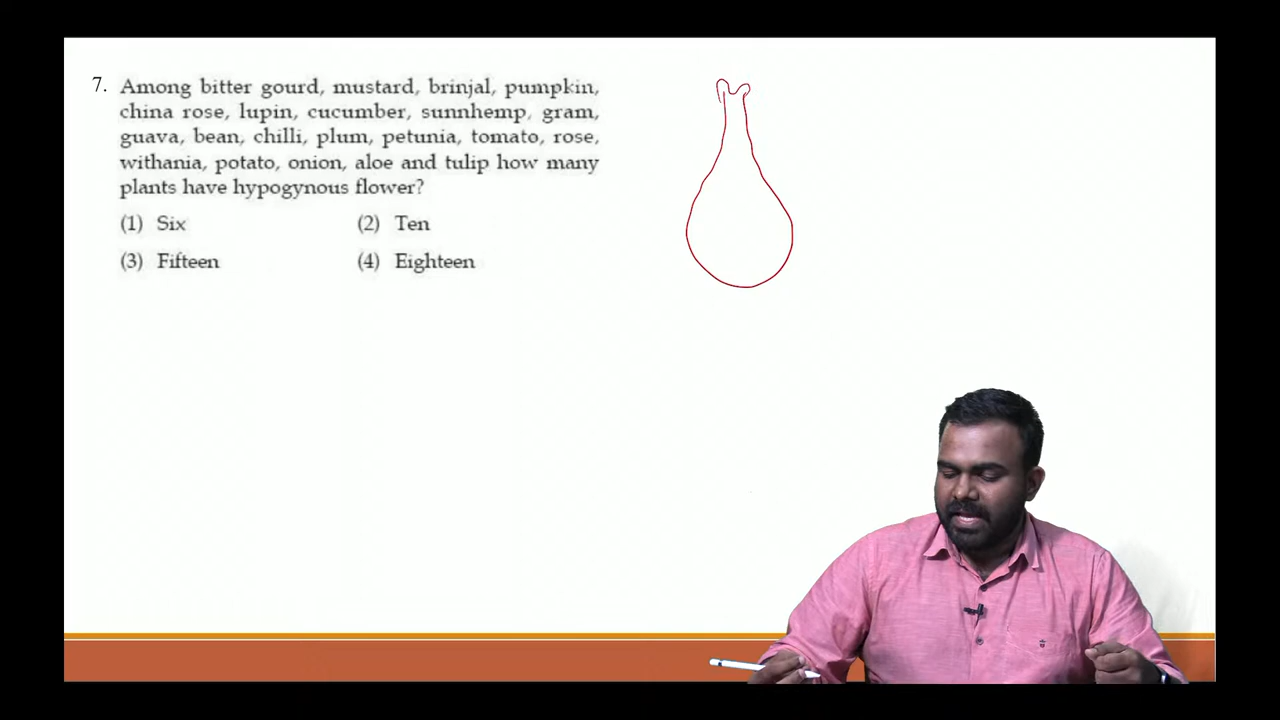 7. Among bitter gourd, mustard, brinjal, pumpkin,
china rose, lupin, cucumber, sunnhemp, gram,
guava, bean, chilli, plum, petunia, tomato, rose,
withania, potato, onion, aloe and tulip how many
plants have hypogynous flower?
(1) Six (2) Ten
(3) Fifteen (4) Eighteen